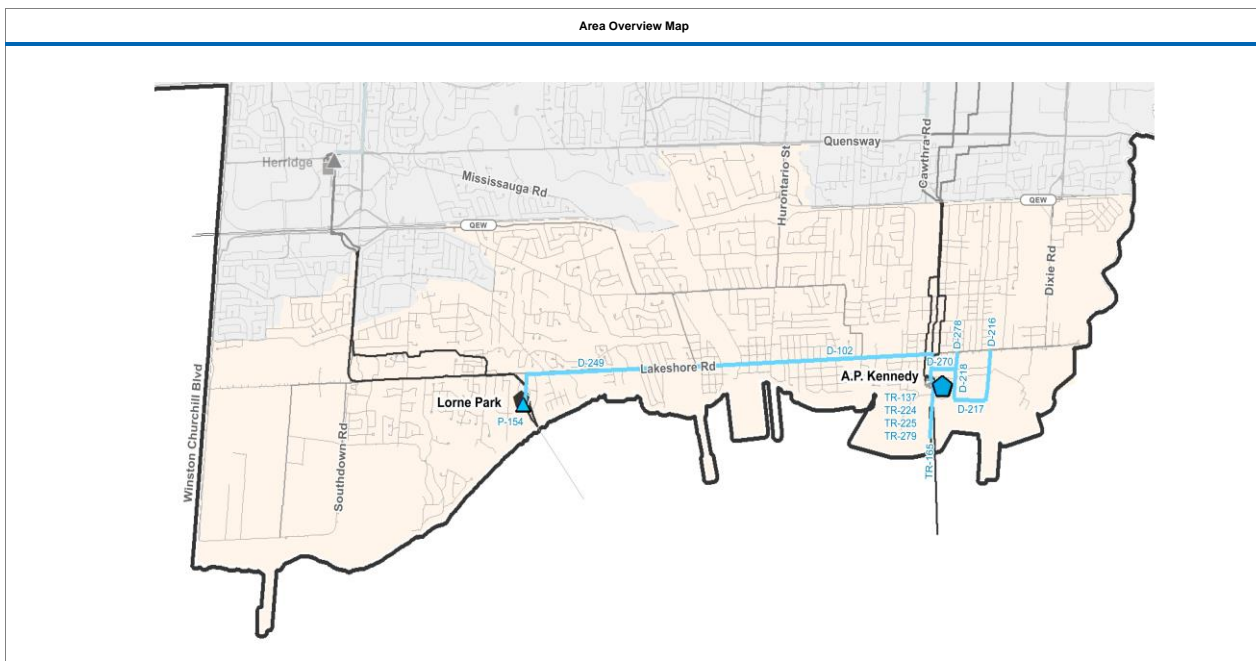 Area Overview Map
Quensway
Cawthra Rd
Herridge
Hurontario St
Mississauga Rd
QEW
QEW
Dixie Rd
D-278
D-216
D-102
D-270
D-249
Lakeshore Rd
A.P. Kennedy
D-218
Winston Churchill Blvd
Southdown Rd
Lorne Park
P-154
TR-137
TR-224
TR-225
TR-279
D-217
TR-165